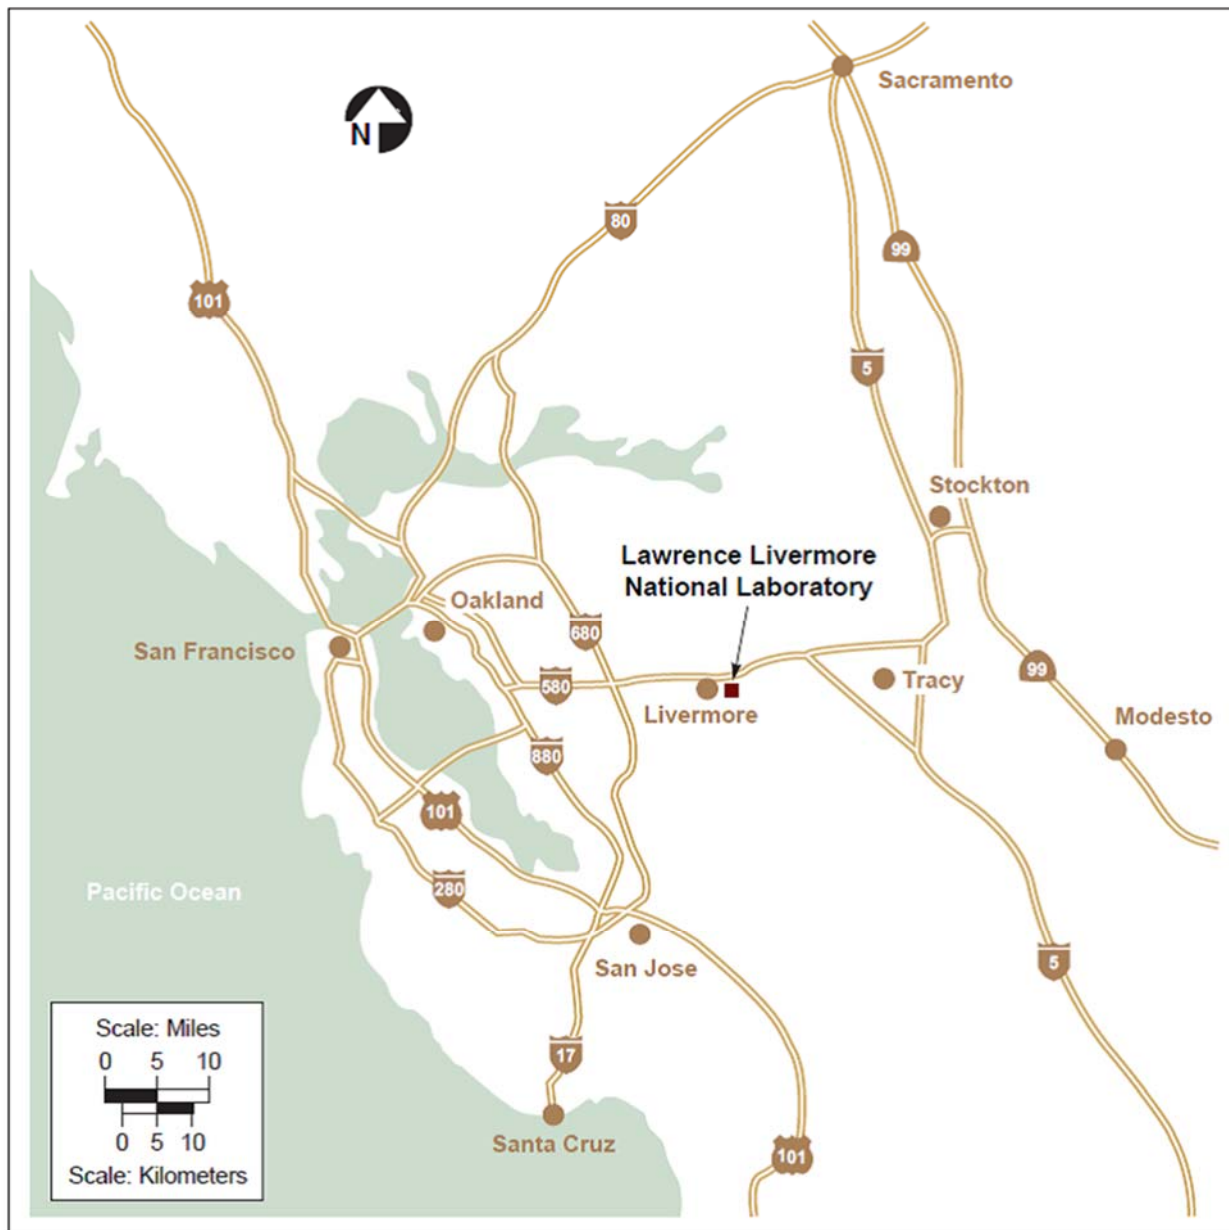 Sacramento
N
80
99
101
5
Stockton
Lawrence Livermore
National Laboratory
Oakland
San Francisco
680
580
Livermore
Tracy
99
Modesto
880
101
280
Pacific Ocean
San Jose
5
17
Santa Cruz
101
Scale: Miles
0 5 10
0 5 10
Scale: Kilometers